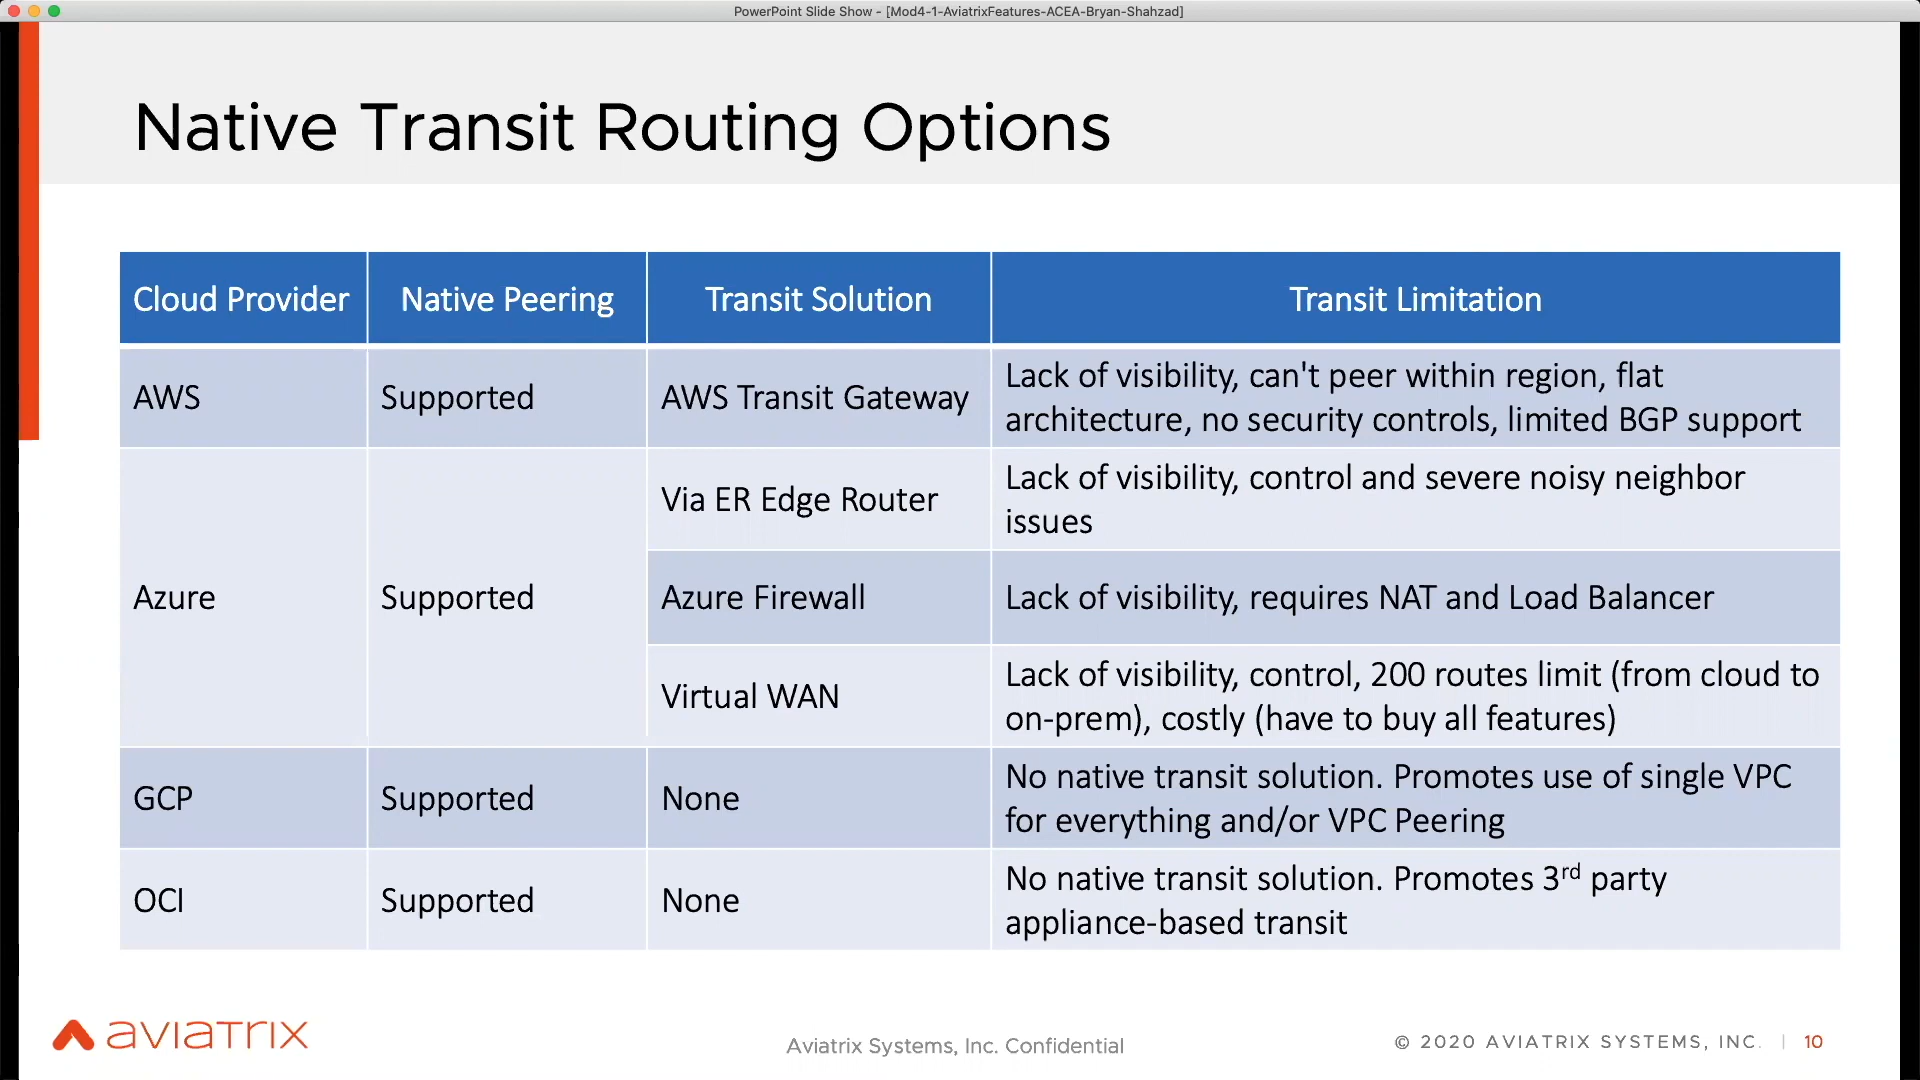 PowerPoint Slide Show - [Mod4-1-AviatrixFeatures-ACEA-Bryan-Shahzad]
Native Transit Routing Options
Cloud Provider Native Peering Transit Solution Transit Limitation
AWS Supported AWS Transit Gateway Lack of visibility, can't peer within region, flat
architecture, no security controls, limited BGP support
Azure Supported Via ER Edge Router Lack of visibility, control and severe noisy neighbor
issues
Azure Firewall Lack of visibility, requires NAT and Load Balancer
Virtual WAN Lack of visibility, control, 200 routes limit (from cloud to
on-prem), costly (have to buy all features)
GCP Supported None No native transit solution. Promotes use of single VPC
for everything and/or VPC Peering
OCI Supported None No native transit solution. Promotes 3rd party
appliance-based transit
aviatrix
Aviatrix Systems, Inc. Confidential
© 2020 AVIATRIX SYSTEMS, INC. | 10